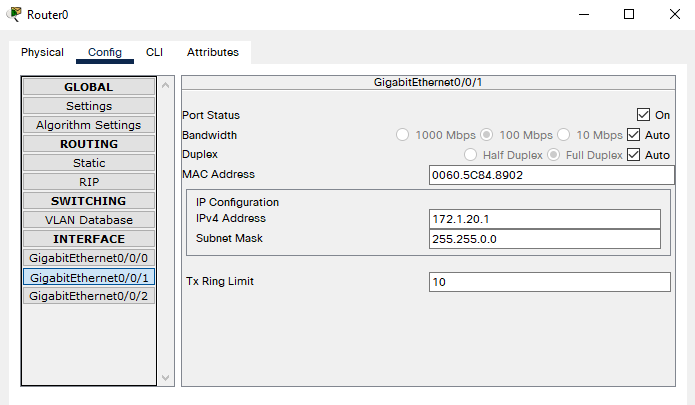 Router0
Physical Config CLI Attributes
GLOBAL
Settings
Algorithm Settings
ROUTING
Static
RIP
SWITCHING
VLAN Database
INTERFACE
GigabitEthernet0/0/0
GigabitEthernet0/0/1
GigabitEthernet0/0/2
GigabitEthernet0/0/1
Port Status On
Bandwidth 1000 Mbps 100 Mbps 10 Mbps Auto
Duplex Half Duplex Full Duplex Auto
MAC Address 0060.5C84.8902
IP Configuration
IPv4 Address 172.1.20.1
Subnet Mask 255.255.0.0
Tx Ring Limit 10